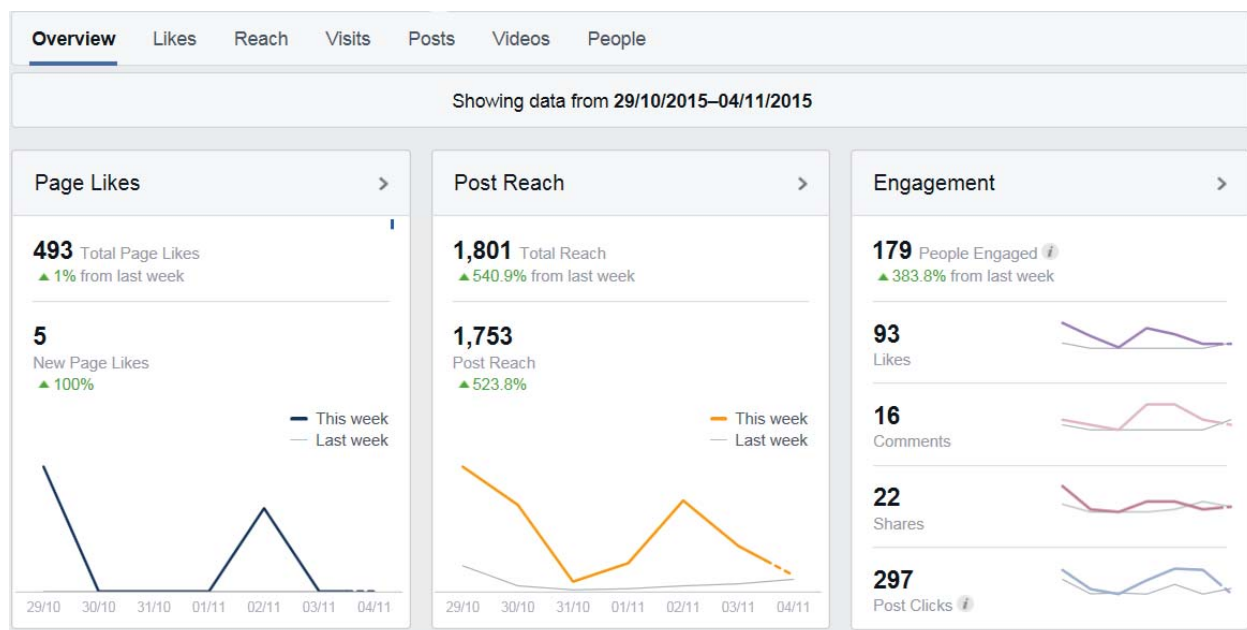 Overview Likes Reach Visits Posts Videos People
Showing data from 29/10/2015–04/11/2015
Page Likes
493 Total Page Likes
1% from last week
5
New Page Likes
100%
This week
Last week
29/10 30/10 31/10 01/11 02/11 03/11 04/11
Post Reach
1,801 Total Reach
540.9% from last week
1,753
Post Reach
523.8%
This week
Last week
29/10 30/10 31/10 01/11 02/11 03/11 04/11
Engagement
179 People Engaged i
383.8% from last week
93
Likes
16
Comments
22
Shares
297
Post Clicks i